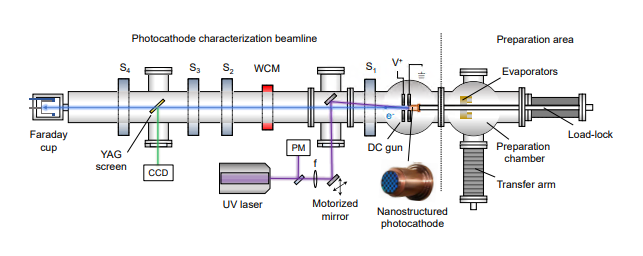 Photocathode characterization beamline
Preparation area
S4
S3
S2
WCM
S1
V+
Evaporators
e-
Faraday
cup
YAG
screen
CCD
PM
f
DC gun
Load-lock
Preparation
chamber
UV laser
Motorized
mirror
Nanostructured
photocathode
Transfer arm